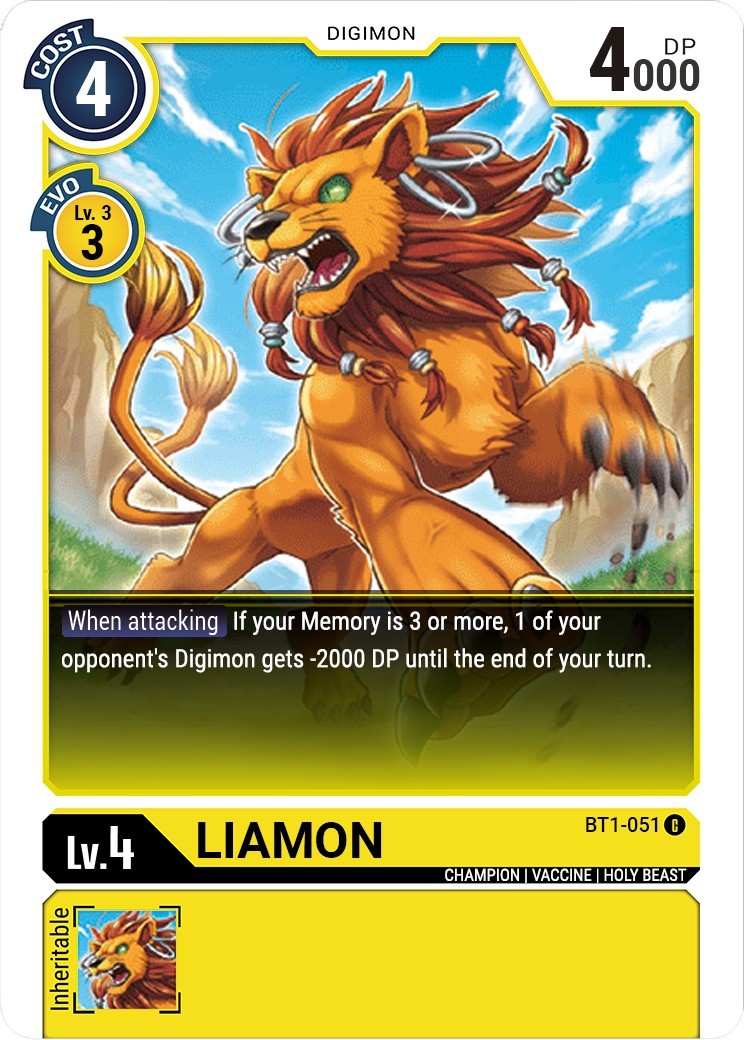 DIGIMON
COST
4
DP
4000
EVO
Lv. 3
3
When attacking If your Memory is 3 or more, 1 of your
opponent's Digimon gets -2000 DP until the end of your turn.
BT1-051 C
Lv.4 LIAMON
CHAMPION | VACCINE | HOLY BEAST
Inheritable